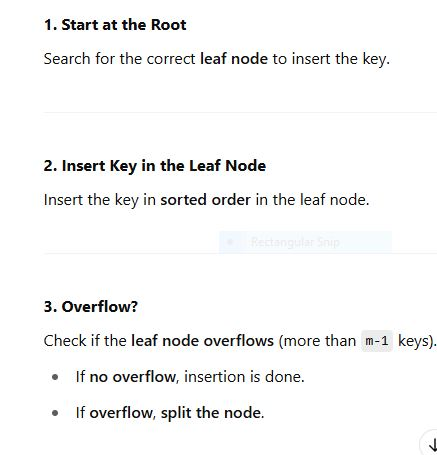 1. Start at the Root
Search for the correct leaf node to insert the key.
2. Insert Key in the Leaf Node
Insert the key in sorted order in the leaf node.
Rectangular Snip
3. Overflow?
Check if the leaf node overflows (more than m-1 keys).
If no overflow, insertion is done.
If overflow, split the node.